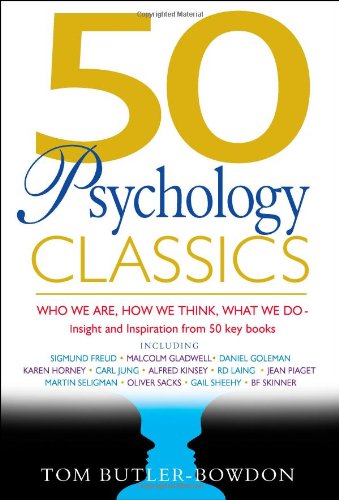 Copyrighted Material
50
Psychology
CLASSICS
WHO WE ARE, HOW WE THINK, WHAT WE DO -
Insight and Inspiration from 50 key books
INCLUDING
SIGMUND FREUD • MALCOLM GLADWELL • DANIEL GOLEMAN
KAREN HORNEY • CARL JUNG • ALFRED KINSEY • RD LAING • JEAN PIAGET
MARTIN SELIGMAN • OLIVER SACKS • GAIL SHEEHY • BF SKINNER
TOM BUTLER-BOWDON